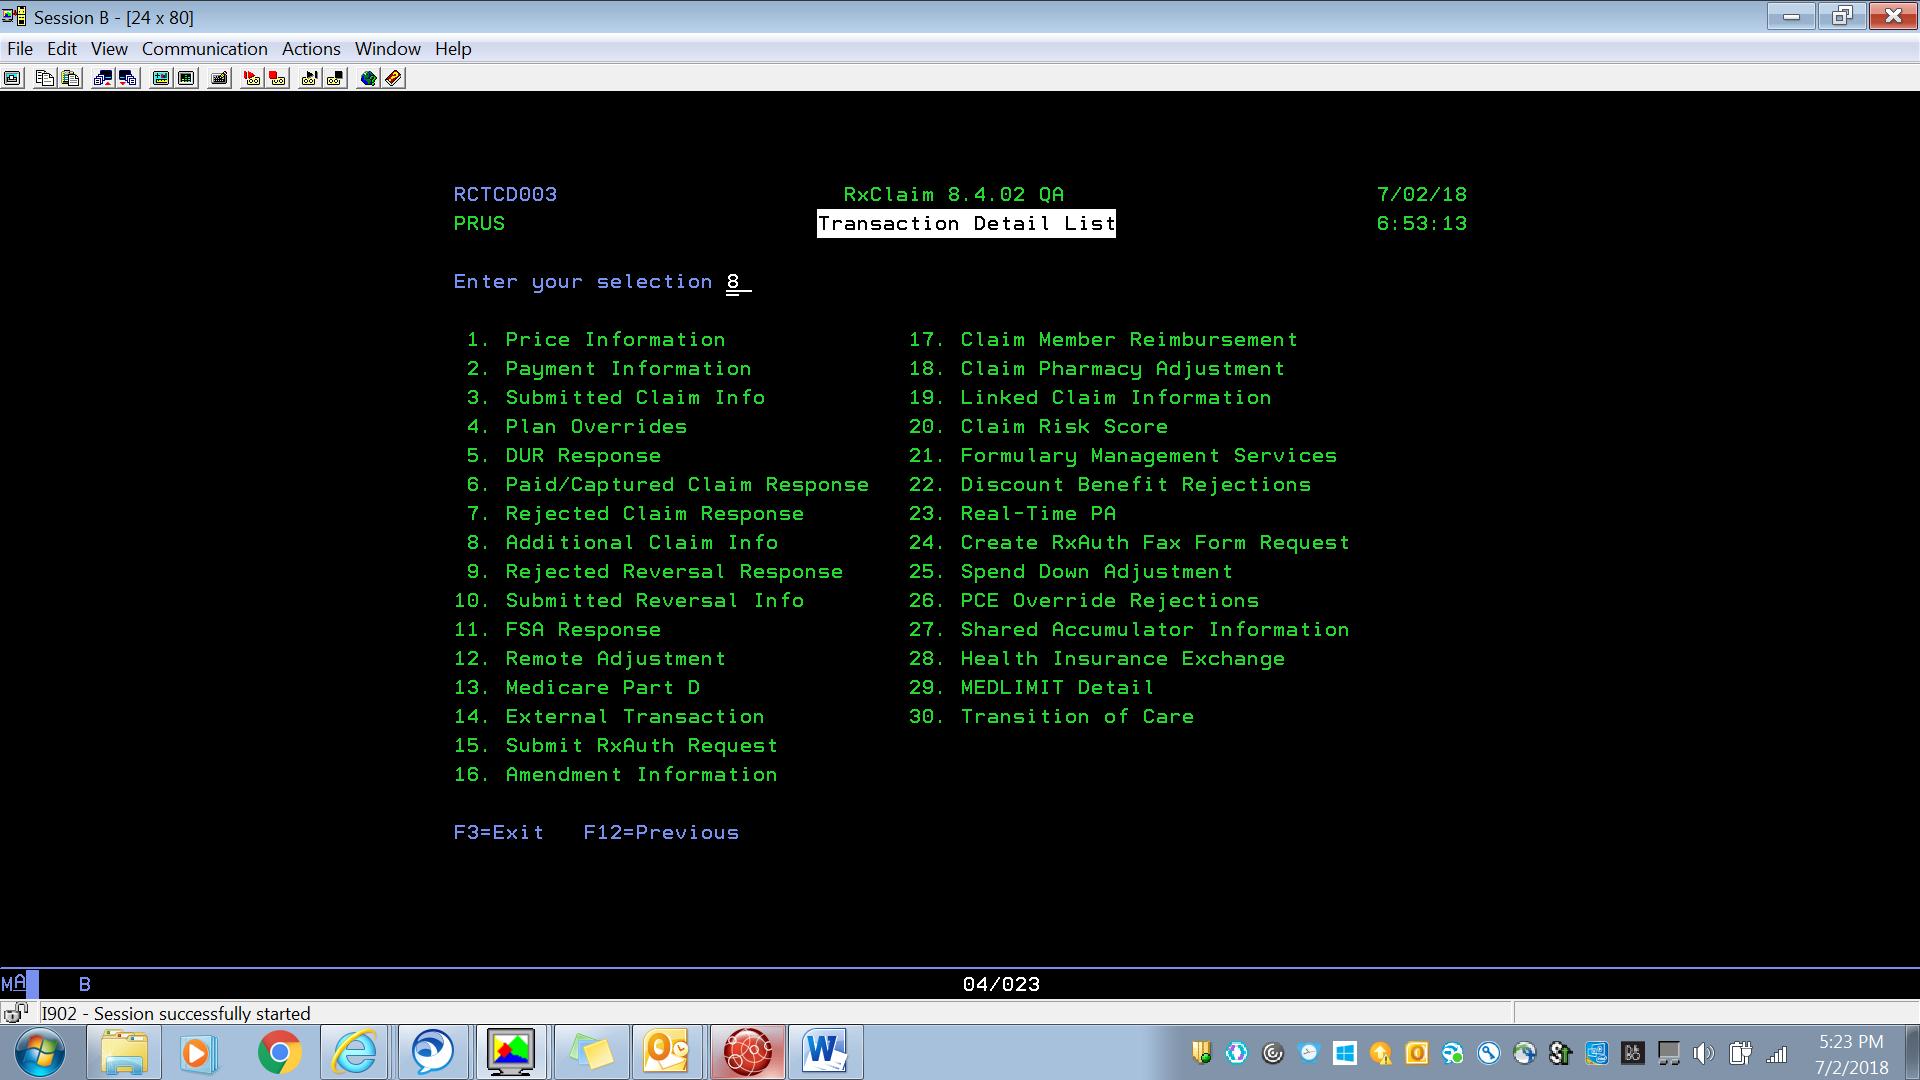 Session B - [24 x 80]
File Edit View Communication Actions Window Help
RCTCD003 RxClaim 8.4.02 QA 7/02/18
PRUS Transaction Detail List 6:53:13
Enter your selection 8
1. Price Information 17. Claim Member Reimbursement
2. Payment Information 18. Claim Pharmacy Adjustment
3. Submitted Claim Info 19. Linked Claim Information
4. Plan Overrides 20. Claim Risk Score
5. DUR Response 21. Formulary Management Services
6. Paid/Captured Claim Response 22. Discount Benefit Rejections
7. Rejected Claim Response 23. Real-Time PA
8. Additional Claim Info 24. Create RxAuth Fax Form Request
9. Rejected Reversal Response 25. Spend Down Adjustment
10. Submitted Reversal Info 26. PCE Override Rejections
11. FSA Response 27. Shared Accumulator Information
12. Remote Adjustment 28. Health Insurance Exchange
13. Medicare Part D 29. MEDLIMIT Detail
14. External Transaction 30. Transition of Care
15. Submit RxAuth Request
16. Amendment Information
F3=Exit F12=Previous
MA B 04/023
I902 - Session successfully started
5:23 PM
7/2/2018